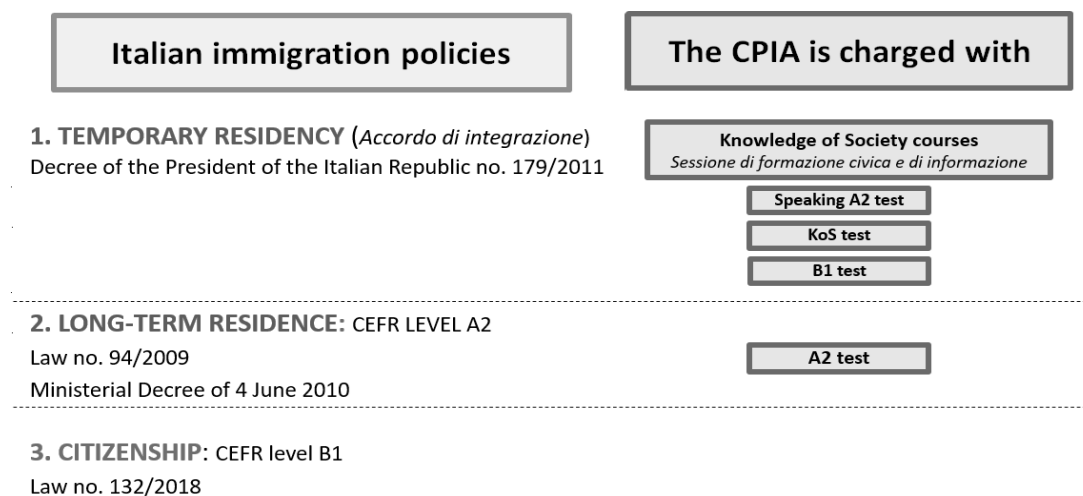 Italian immigration policies
The CPIA is charged with
1. TEMPORARY RESIDENCY (Accordo di integrazione)
Decree of the President of the Italian Republic no. 179/2011
Knowledge of Society courses
Sessione di formazione civica e di informazione
Speaking A2 test
KoS test
B1 test
2. LONG-TERM RESIDENCE: CEFR LEVEL A2
Law no. 94/2009
Ministerial Decree of 4 June 2010
A2 test
3. CITIZENSHIP: CEFR level B1
Law no. 132/2018